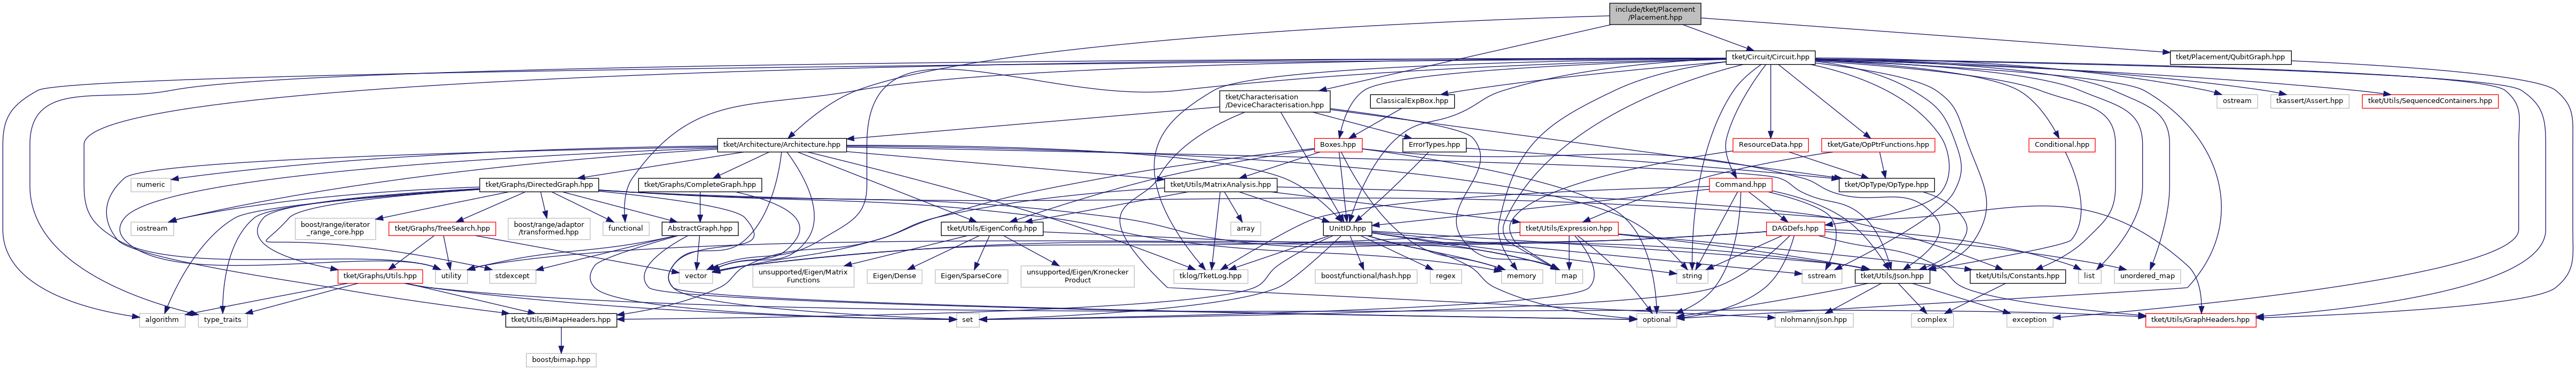 include/tket/Placement
/Placement.hpp
tket/Circuit/Circuit.hpp
tket/Placement/QubitGraph.hpp
tket/Characterisation
/DeviceCharacterisation.hpp
ClassicalExpBox.hpp
ostream
tkassert/Assert.hpp
tket/Utils/SequencedContainers.hpp
tket/Architecture/Architecture.hpp
Boxes.hpp
ErrorTypes.hpp
ResourceData.hpp
tket/Gate/OpPtrFunctions.hpp
Conditional.hpp
numeric
tket/Graphs/DirectedGraph.hpp
tket/Graphs/CompleteGraph.hpp
tket/Utils/MatrixAnalysis.hpp
Command.hpp
tket/OpType/OpType.hpp
iostream
boost/range/iterator
_range_core.hpp
tket/Graphs/TreeSearch.hpp
boost/range/adaptor
/transformed.hpp
functional
AbstractGraph.hpp
tket/Utils/EigenConfig.hpp
array
UnitID.hpp
tket/Utils/Expression.hpp
DAGDefs.hpp
tket/Graphs/Utils.hpp
utility
stdexcept
vector
unsupported/Eigen/Matrix
Functions
Eigen/Dense
Eigen/SparseCore
unsupported/Eigen/Kronecker
Product
tklog/TketLog.hpp
boost/functional/hash.hpp
regex
memory
map
string
sstream
tket/Utils/Json.hpp
tket/Utils/Constants.hpp
list
unordered_map
algorithm
type_traits
tket/Utils/BiMapHeaders.hpp
set
optional
nlohmann/json.hpp
complex
exception
tket/Utils/GraphHeaders.hpp
boost/bimap.hpp